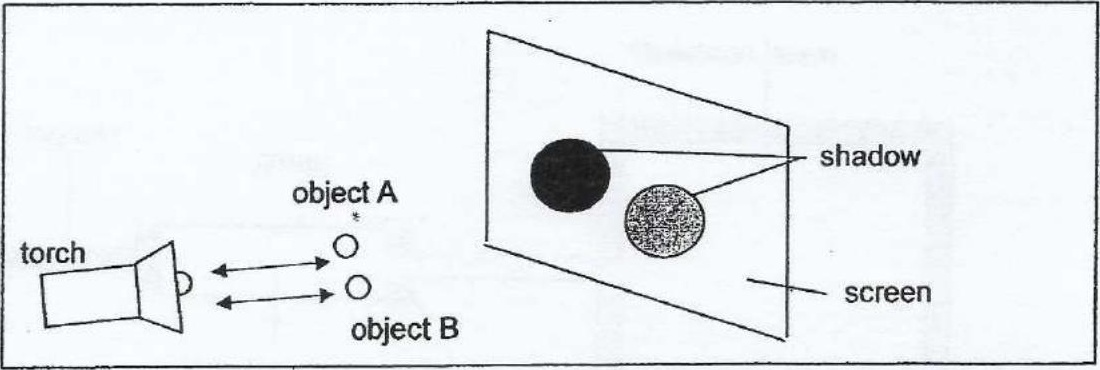 object A
*
shadow
torch
screen
object B